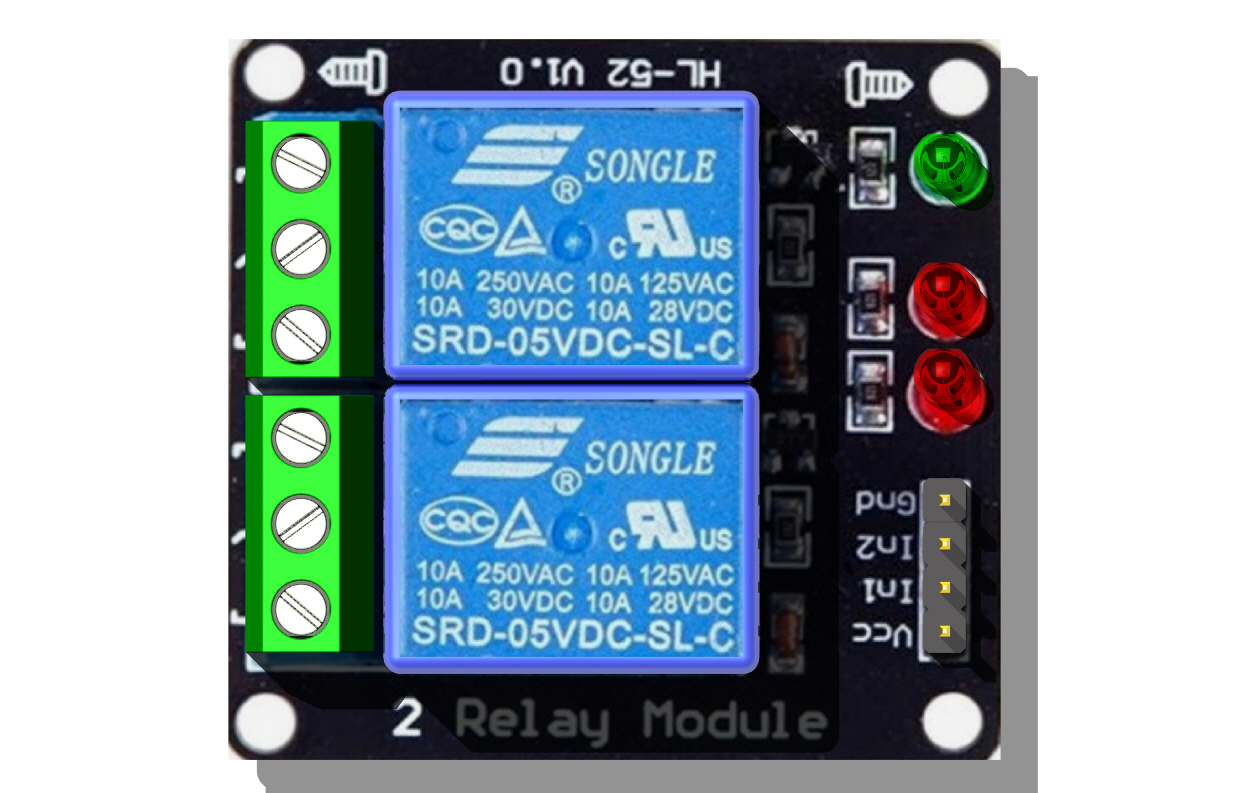 HL-52 V1.0
SONGLE
®
CQC
C US
10A 250VAC 10A 125VAC
10A 30VDC 10A 28VDC
SRD-05VDC-SL-C
SONGLE
®
CQC
C US
10A 250VAC 10A 125VAC
10A 30VDC 10A 28VDC
SRD-05VDC-SL-C
Gnd
In2
In1
Vcc
2 Relay Module